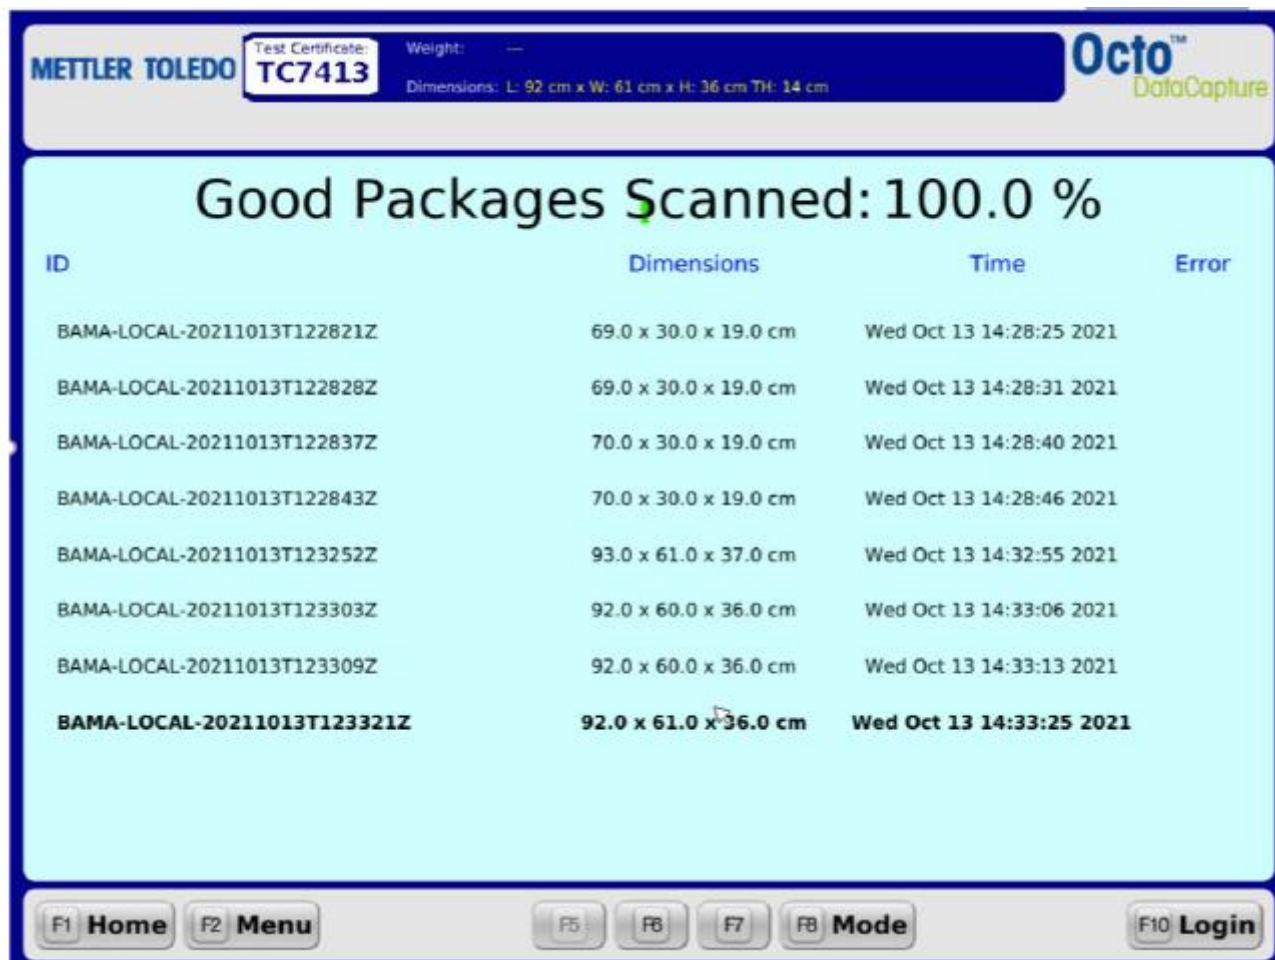 METTLER TOLEDO
Test Certificate:
TC7413
Weight: ---
Dimensions: L: 92 cm x W: 61 cm x H: 36 cm TH: 14 cm
Octo™
DataCapture
Good Packages Scanned: 100.0 %
ID Dimensions Time Error
BAMA-LOCAL-20211013T122821Z 69.0 x 30.0 x 19.0 cm Wed Oct 13 14:28:25 2021
BAMA-LOCAL-20211013T122828Z 69.0 x 30.0 x 19.0 cm Wed Oct 13 14:28:31 2021
BAMA-LOCAL-20211013T122837Z 70.0 x 30.0 x 19.0 cm Wed Oct 13 14:28:40 2021
BAMA-LOCAL-20211013T122843Z 70.0 x 30.0 x 19.0 cm Wed Oct 13 14:28:46 2021
BAMA-LOCAL-20211013T123252Z 93.0 x 61.0 x 37.0 cm Wed Oct 13 14:32:55 2021
BAMA-LOCAL-20211013T123303Z 92.0 x 60.0 x 36.0 cm Wed Oct 13 14:33:06 2021
BAMA-LOCAL-20211013T123309Z 92.0 x 60.0 x 36.0 cm Wed Oct 13 14:33:13 2021
BAMA-LOCAL-20211013T123321Z 92.0 x 61.0 x 36.0 cm Wed Oct 13 14:33:25 2021
F1 Home F2 Menu F5 F6 F7 F8 Mode F10 Login